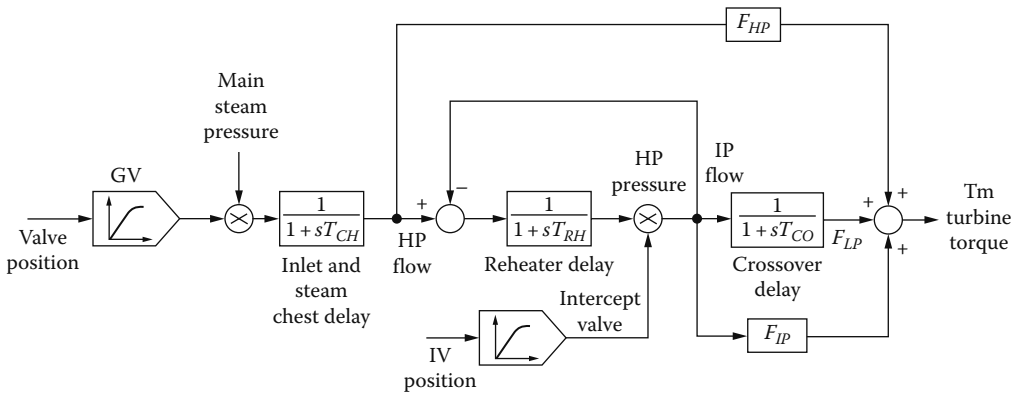 F_HP
Main
steam
pressure
GV
Valve
position
1
1 + sT_CH
Inlet and
steam
chest delay
+
HP
flow
−
1
1 + sT_RH
Reheater delay
HP
pressure
IP
flow
1
1 + sT_CO
Crossover
delay
+
F_LP
+
+
Tm
turbine
torque
Intercept
valve
IV
position
F_IP